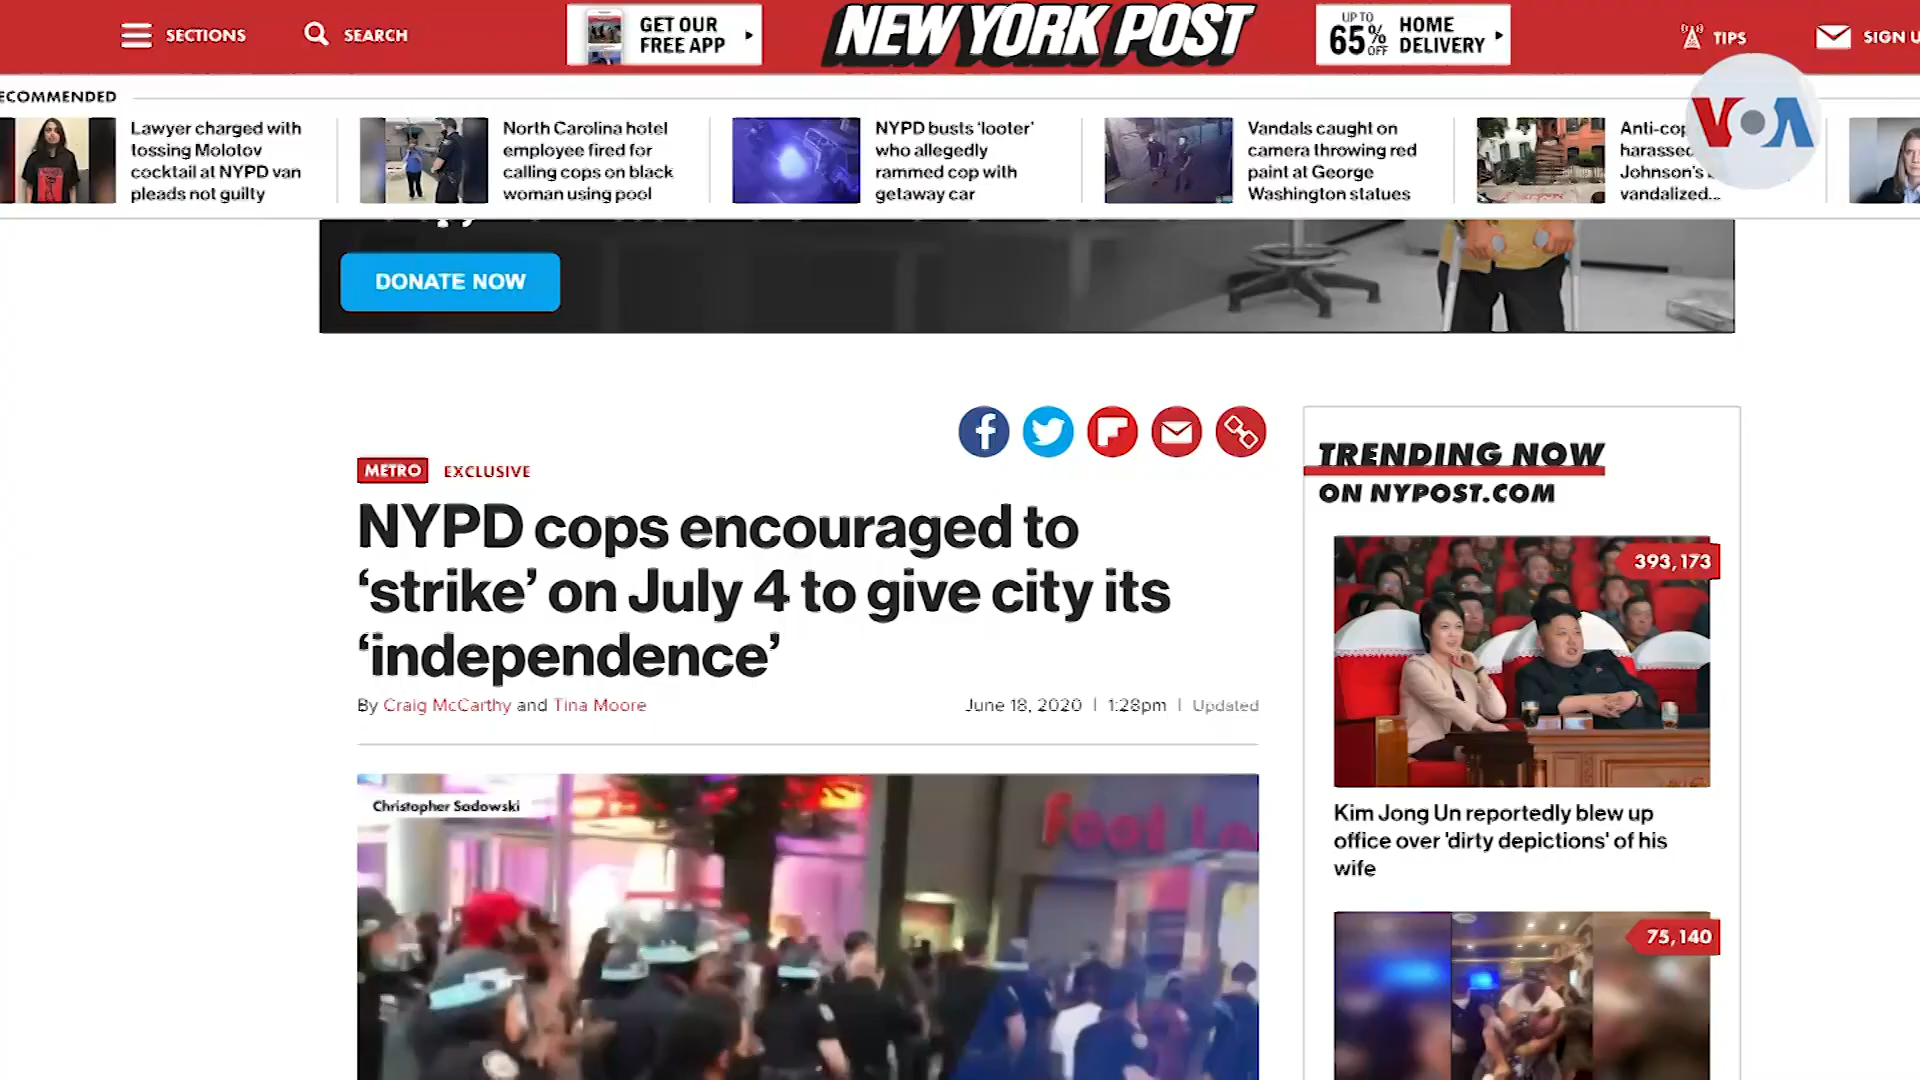 SECTIONS
SEARCH
GET OUR
FREE APP
NEW YORK POST
UP TO
65% OFF
HOME
DELIVERY
TIPS
SIGN U
ECOMMENDED
Lawyer charged with
tossing Molotov
cocktail at NYPD van
pleads not guilty
North Carolina hotel
employee fired for
calling cops on black
woman using pool
NYPD busts ‘looter’
who allegedly
rammed cop with
getaway car
Vandals caught on
camera throwing red
paint at George
Washington statues
Anti-cop
harassed
Johnson's
vandalized...
VOA
DONATE NOW
METRO
EXCLUSIVE
NYPD cops encouraged to
‘strike’ on July 4 to give city its
‘independence’
By Craig McCarthy and Tina Moore
June 18, 2020 | 1:28pm | Updated
Christopher Sadowski
Foot Lo
TRENDING NOW
ON NYPOST.COM
393,173
Kim Jong Un reportedly blew up
office over 'dirty depictions' of his
wife
75,140